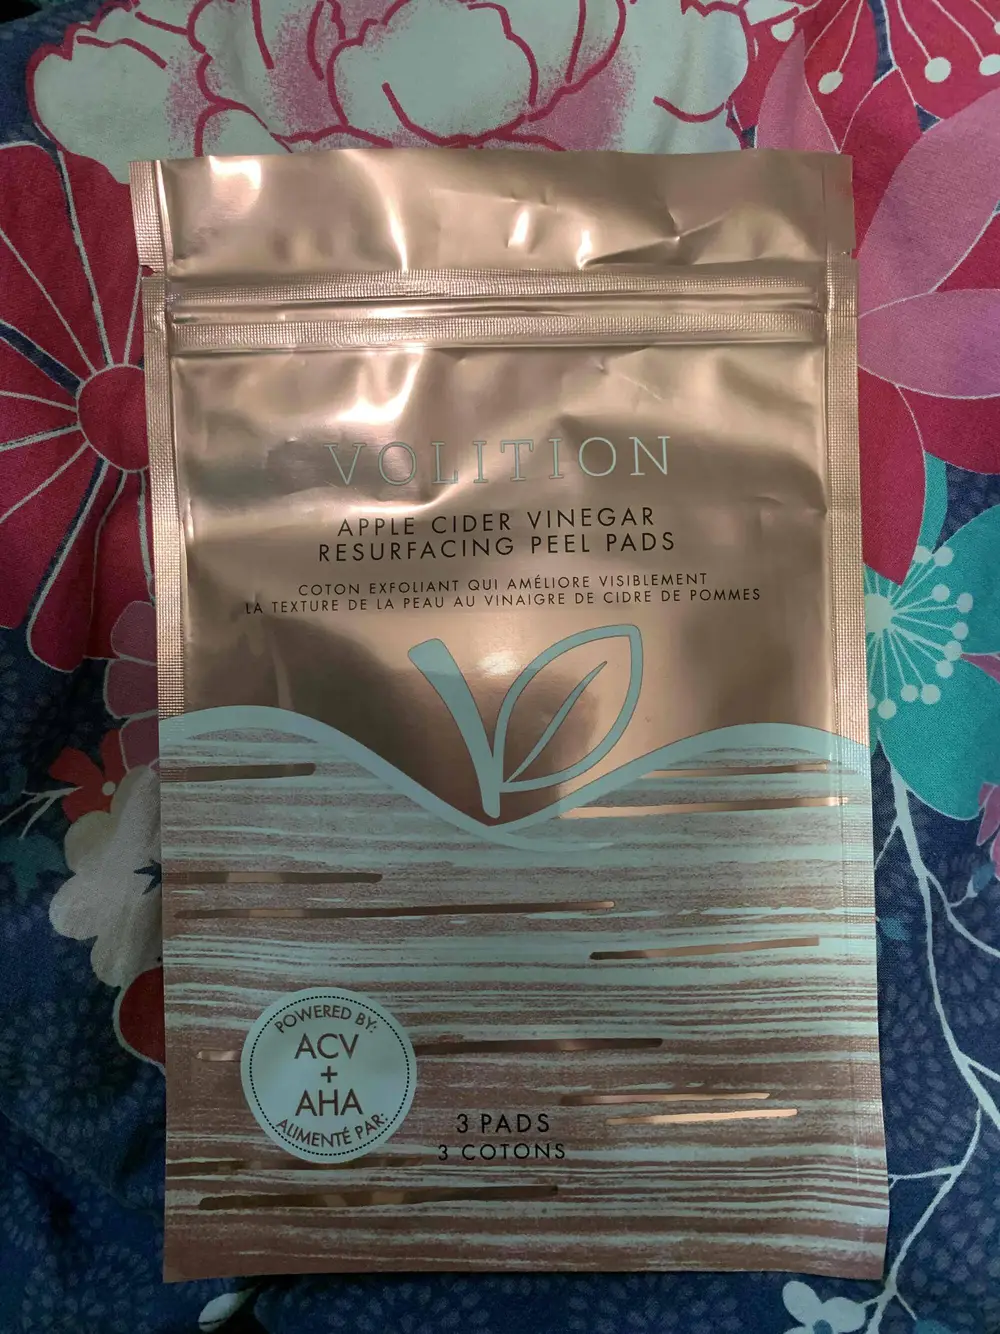 VOLITION
APPLE CIDER VINEGAR
RESURFACING PEEL PADS
COTON EXFOLIANT QUI AMÉLIORE VISIBLEMENT
LA TEXTURE DE LA PEAU AU VINAIGRE DE CIDRE DE POMMES
POWERED BY:
ACV
+
AHA
ALIMENTÉ PAR:
3 PADS
3 COTONS